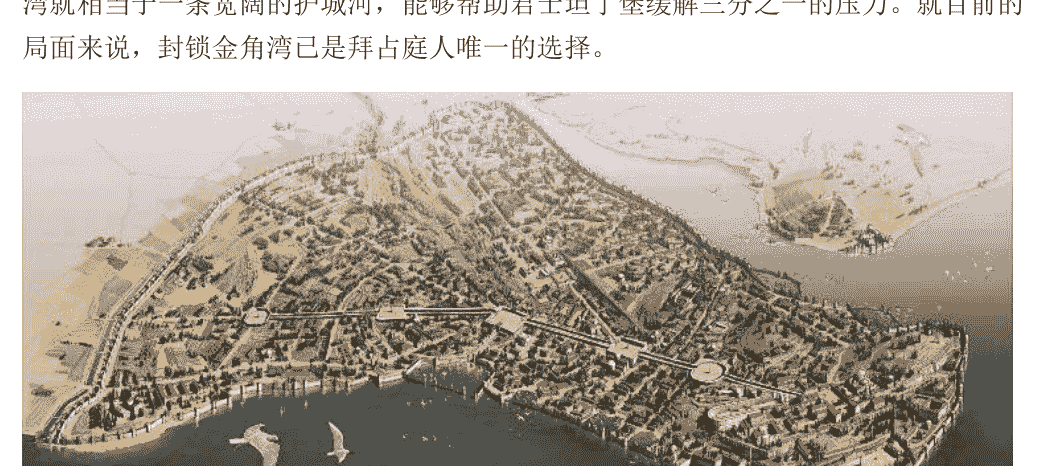 湾就相当于一条宽阔的护城河，能够帮助君士坦丁堡缓解三分之一的压力。就目前的
局面来说，封锁金角湾已是拜占庭人唯一的选择。